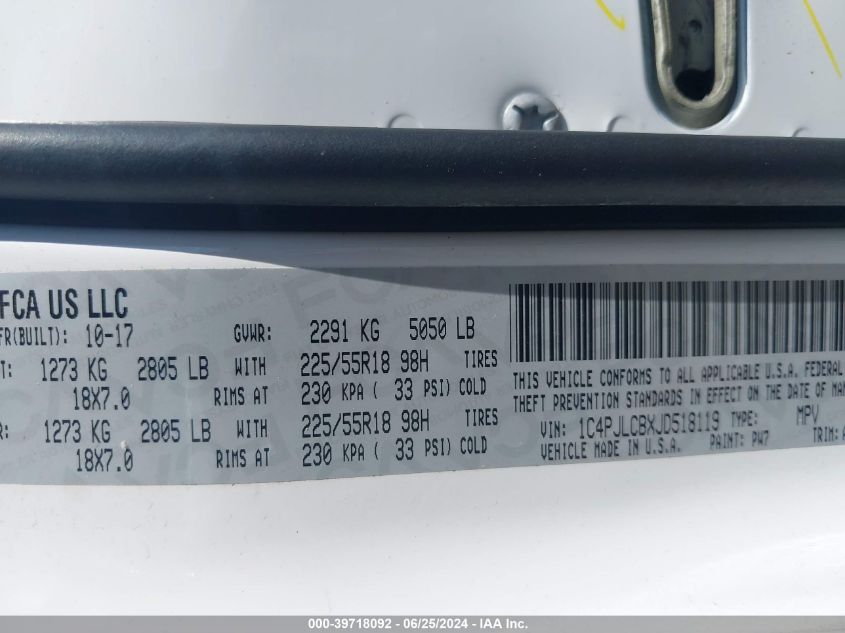 FCA US LLC
FR(BUILT): 10-17 GVWR: 2291 KG 5050 LB
T: 1273 KG 2805 LB WITH 225/55R18 98H TIRES
18X7.0 RIMS AT 230 KPA ( 33 PSI) COLD
R: 1273 KG 2805 LB WITH 225/55R18 98H TIRES
18X7.0 RIMS AT 230 KPA ( 33 PSI) COLD
THIS VEHICLE CONFORMS TO ALL APPLICABLE U.S.A. FEDERAL
THEFT PREVENTION STANDARDS IN EFFECT ON THE DATE OF MAN
VIN: 1C4PJLCBXJD518119 TYPE: MPV
VEHICLE MADE IN U.S.A. PAINT: PW7 TRIM:
000-39718092 - 06/25/2024 - IAA Inc.